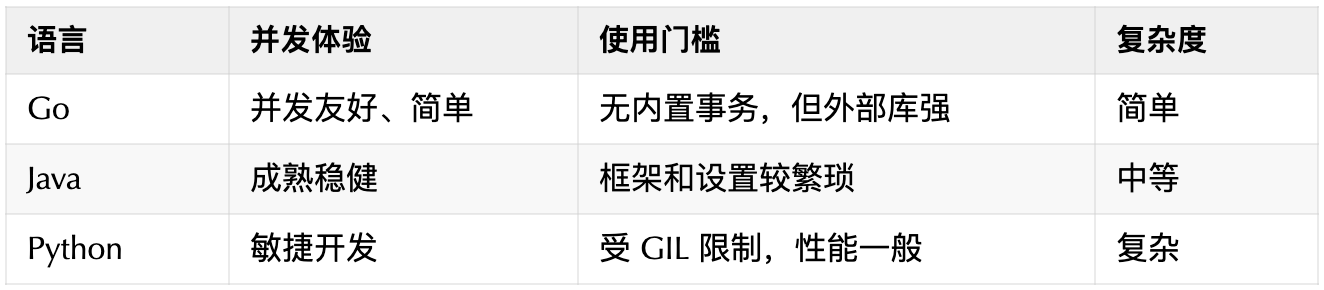 语言 并发体验 使用门槛 复杂度
Go 并发友好、简单 无内置事务，但外部库强 简单
Java 成熟稳健 框架和设置较繁琐 中等
Python 敏捷开发 受 GIL 限制，性能一般 复杂